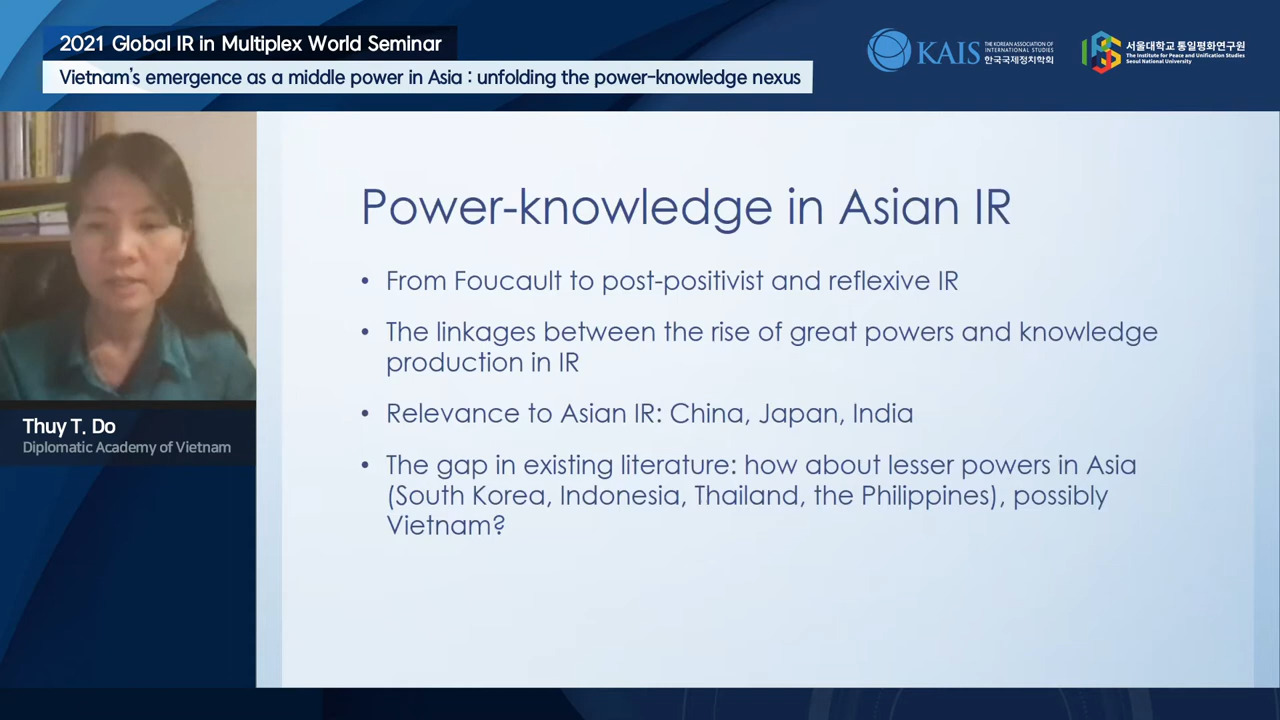 2021 Global IR in Multiplex World Seminar
Vietnam's emergence as a middle power in Asia : unfolding the power-knowledge nexus
KAIS
THE KOREAN ASSOCIATION OF
INTERNATIONAL STUDIES
한국국제정치학회
서울대학교 통일평화연구원
The Institute for Peace and Unification Studies
Seoul National University
Thuy T. Do
Diplomatic Academy of Vietnam
Power-knowledge in Asian IR
• From Foucault to post-positivist and reflexive IR
• The linkages between the rise of great powers and knowledge
production in IR
• Relevance to Asian IR: China, Japan, India
• The gap in existing literature: how about lesser powers in Asia
(South Korea, Indonesia, Thailand, the Philippines), possibly
Vietnam?